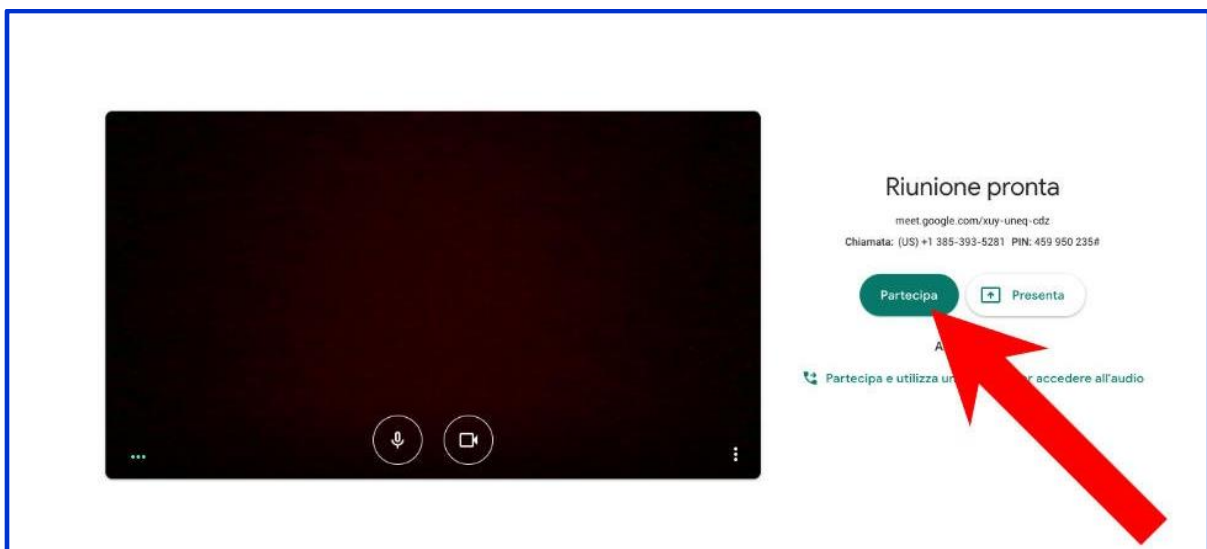 Riunione pronta
meet.google.com/xuy-uneq-cdz
Chiamata: (US) +1 385-393-5281 PIN: 459 950 235#
Partecipa
Presenta
Partecipa e utilizza accedere all'audio